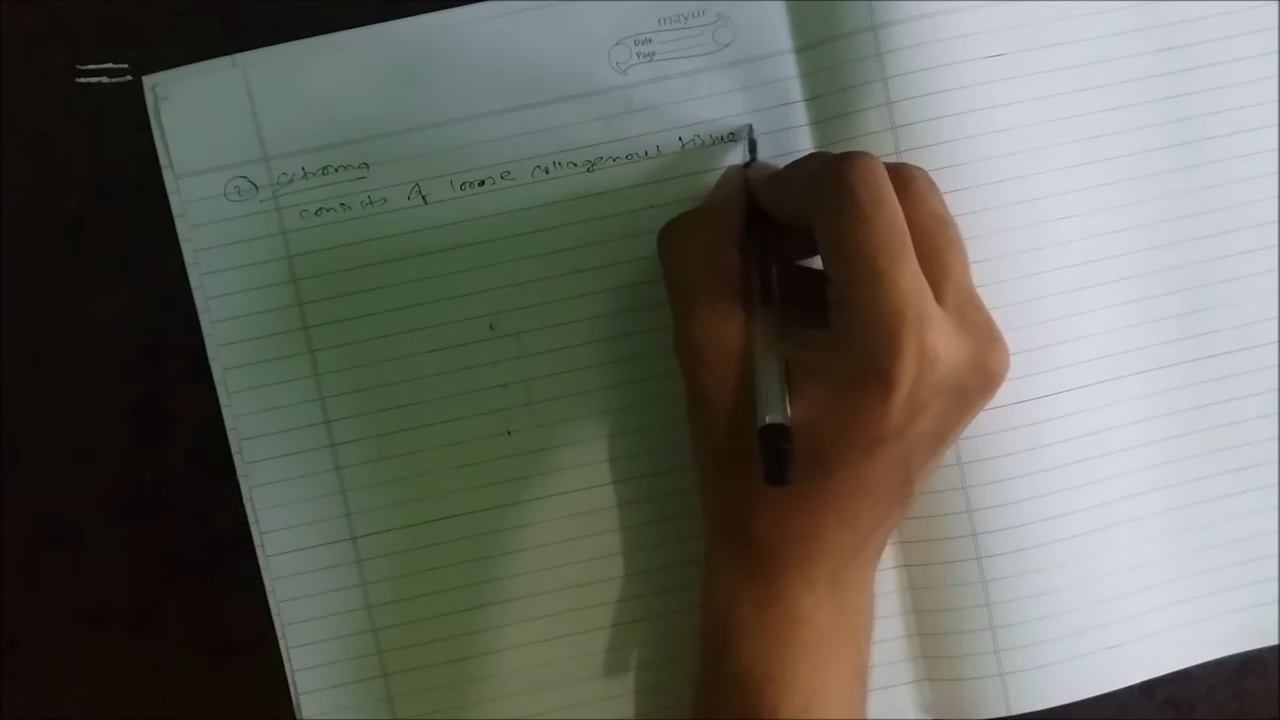 mayur
Date
Page
(2) stroma
consists of loose collagenous tissue